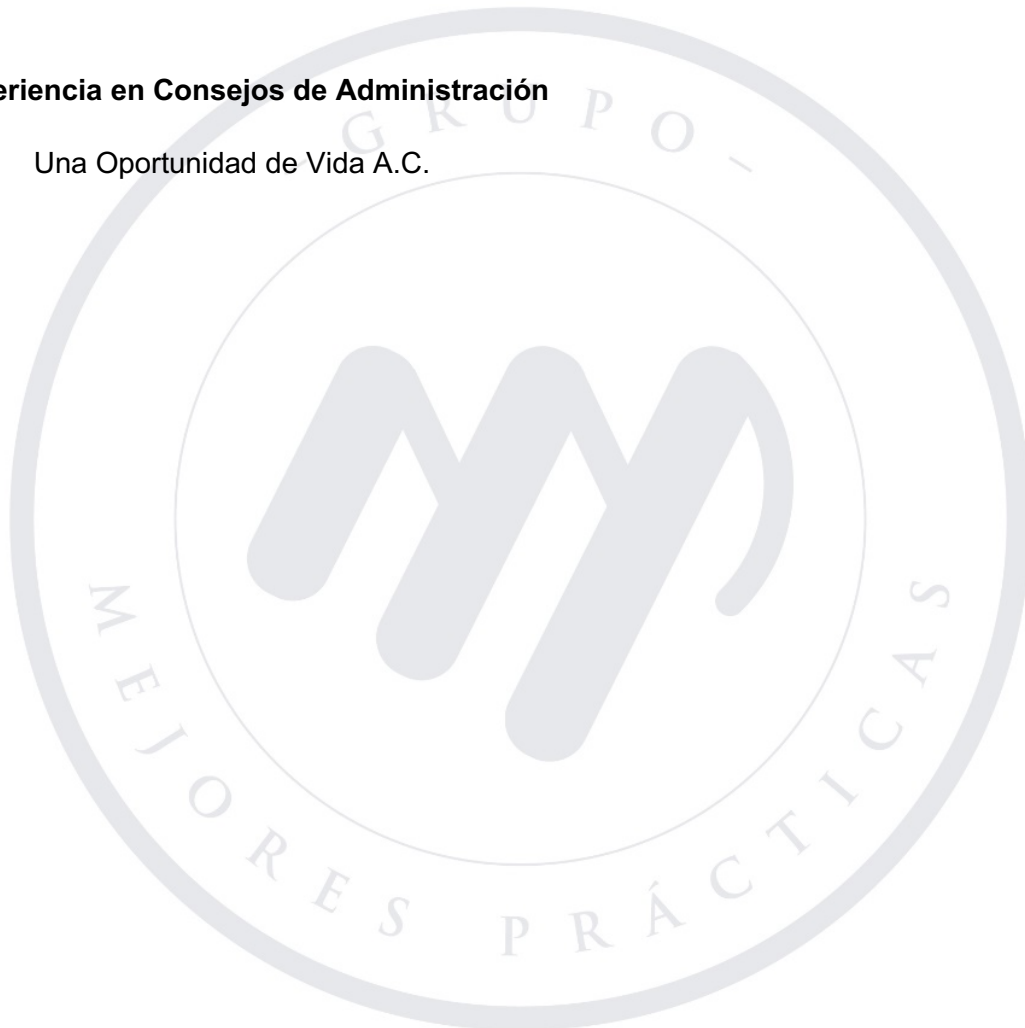 eriencia en Consejos de Administración
Una Oportunidad de Vida A.C.
- GRUPO -
MEJORES PRÁCTICAS